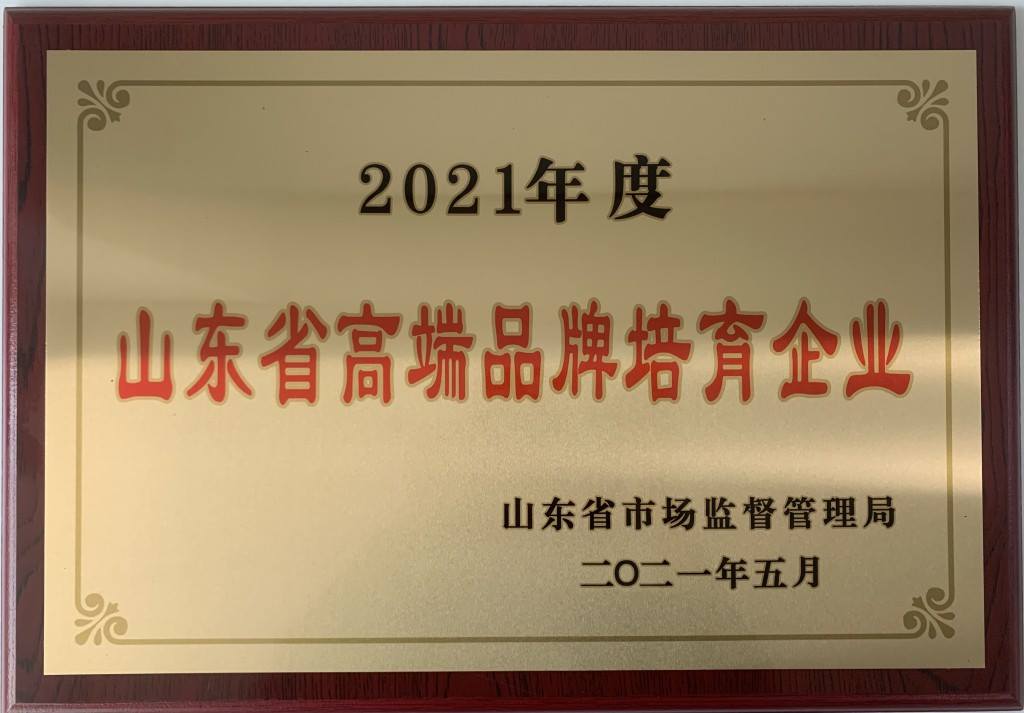 2021年度
山东省高端品牌培育企业
山东省市场监督管理局
二〇二一年五月